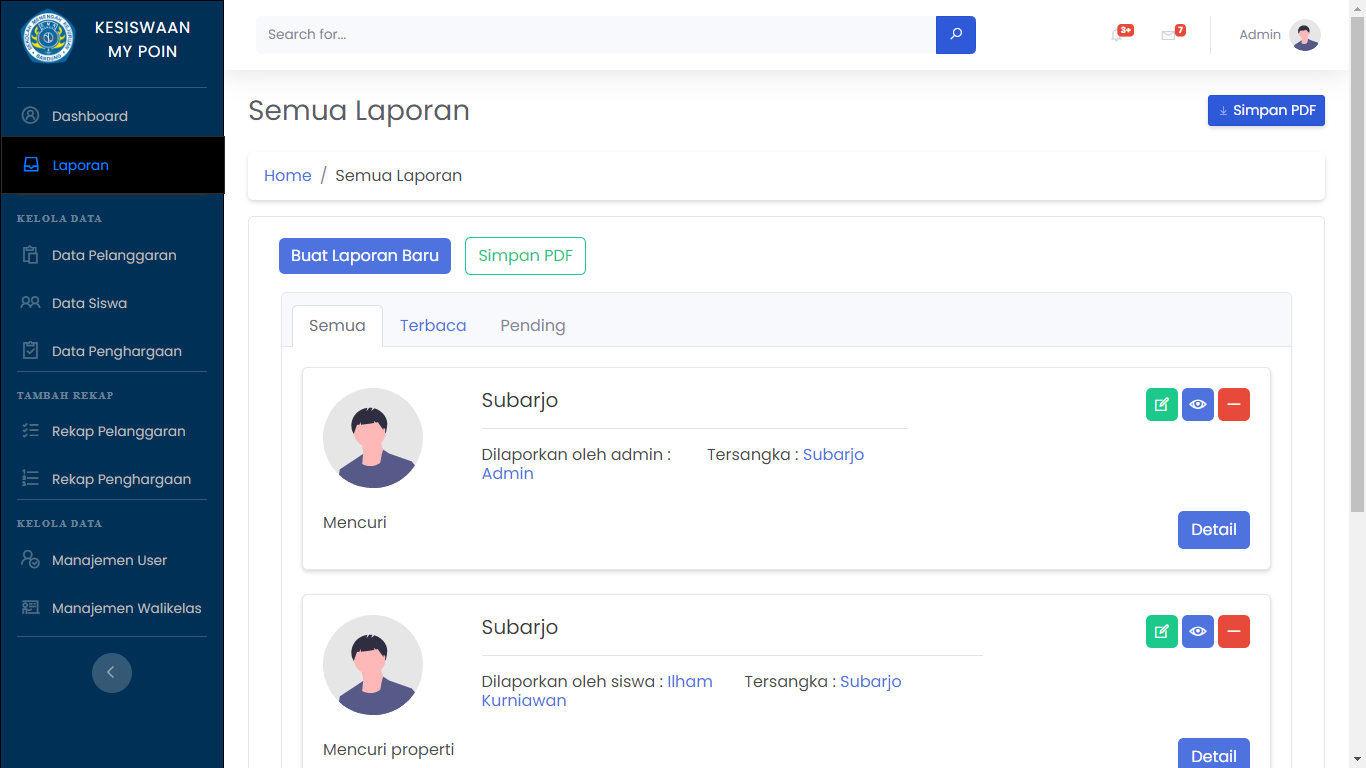 KESISWAAN
MY POIN
Search for...
3+
7
Admin
Dashboard
Laporan
KELOLA DATA
Data Pelanggaran
Data Siswa
Data Penghargaan
TAMBAH REKAP
Rekap Pelanggaran
Rekap Penghargaan
KELOLA DATA
Manajemen User
Manajemen Walikelas
Semua Laporan
Simpan PDF
Home / Semua Laporan
Buat Laporan Baru
Simpan PDF
Semua
Terbaca
Pending
Subarjo
Dilaporkan oleh admin :
Admin
Tersangka : Subarjo
Mencuri
Detail
Subarjo
Dilaporkan oleh siswa : Ilham
Kurniawan
Tersangka : Subarjo
Mencuri properti
Detail